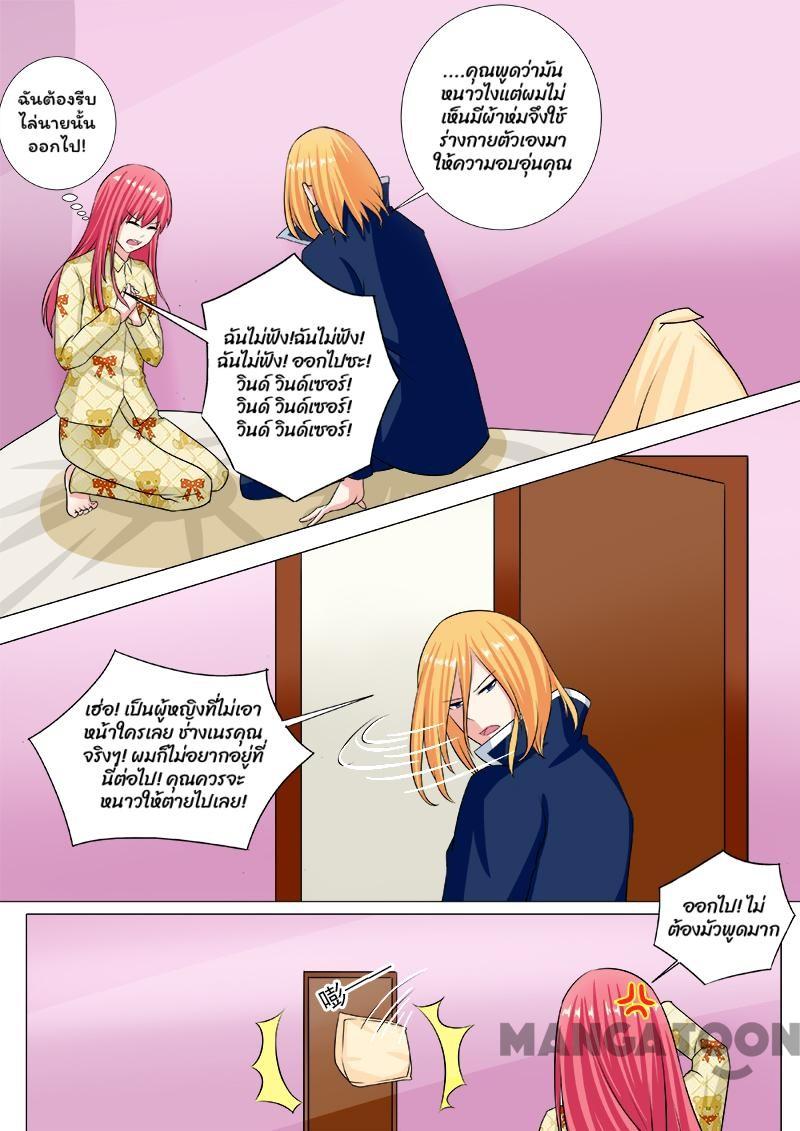 ฉันต้องรีบ
ไล่นายนั้น
ออกไป!
....คุณพูดว่ามัน
หนาวไงแต่ผมไม่
เห็นมีผ้าห่มจึงใช้
ร่างกายตัวเองมา
ให้ความอบอุ่นคุณ
ฉันไม่ฟัง!ฉันไม่ฟัง!
ฉันไม่ฟัง! ออกไปซะ!
วินด์ วินด์เซอร์!
วินด์ วินด์เซอร์!
วินด์ วินด์เซอร์!
เฮ่อ! เป็นผู้หญิงที่ไม่เอา
หน้าใครเลย ช่างเนรคุณ
จริงๆ! ผมก็ไม่อยากอยู่ที่
นี่ต่อไป! คุณควรจะ
หนาวให้ตายไปเลย!
ออกไป! ไม่
ต้องมัวพูดมาก
嘭
MANGATOON